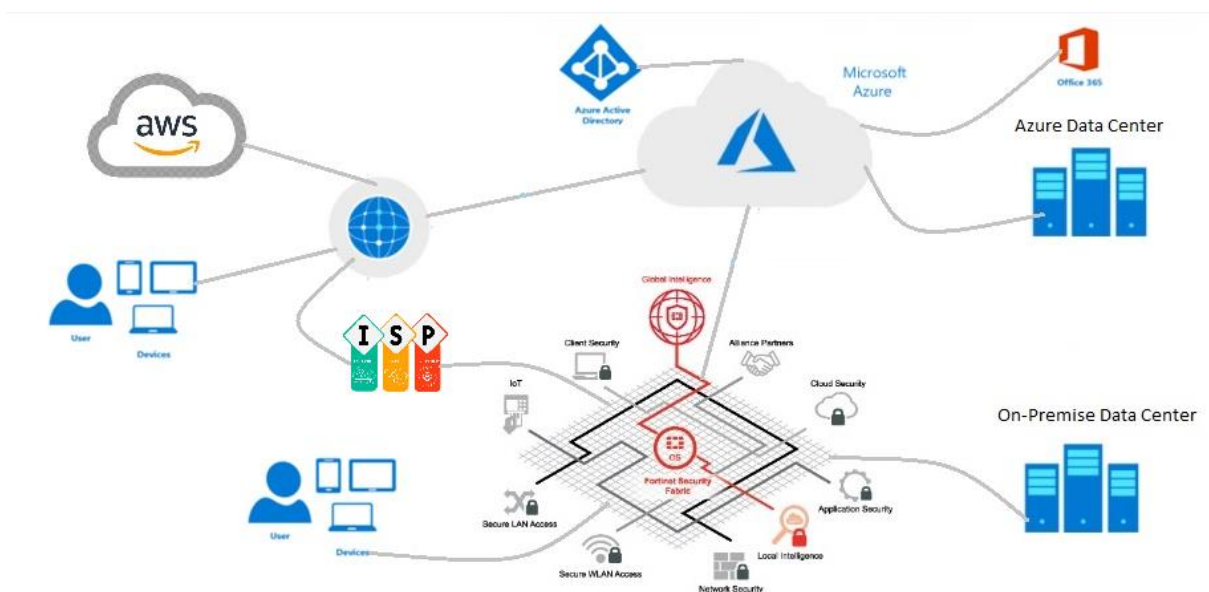 aws
Azure Active
Directory
Microsoft
Azure
Office 365
Azure Data Center
User
Devices
I S P
Global Intelligence
Client Security
Alliance Partners
IoT
Cloud Security
On-Premise Data Center
OS
Fortinet Security
Fabric
Application Security
Secure LAN Access
User
Devices
Local Intelligence
Secure WLAN Access
Network Security